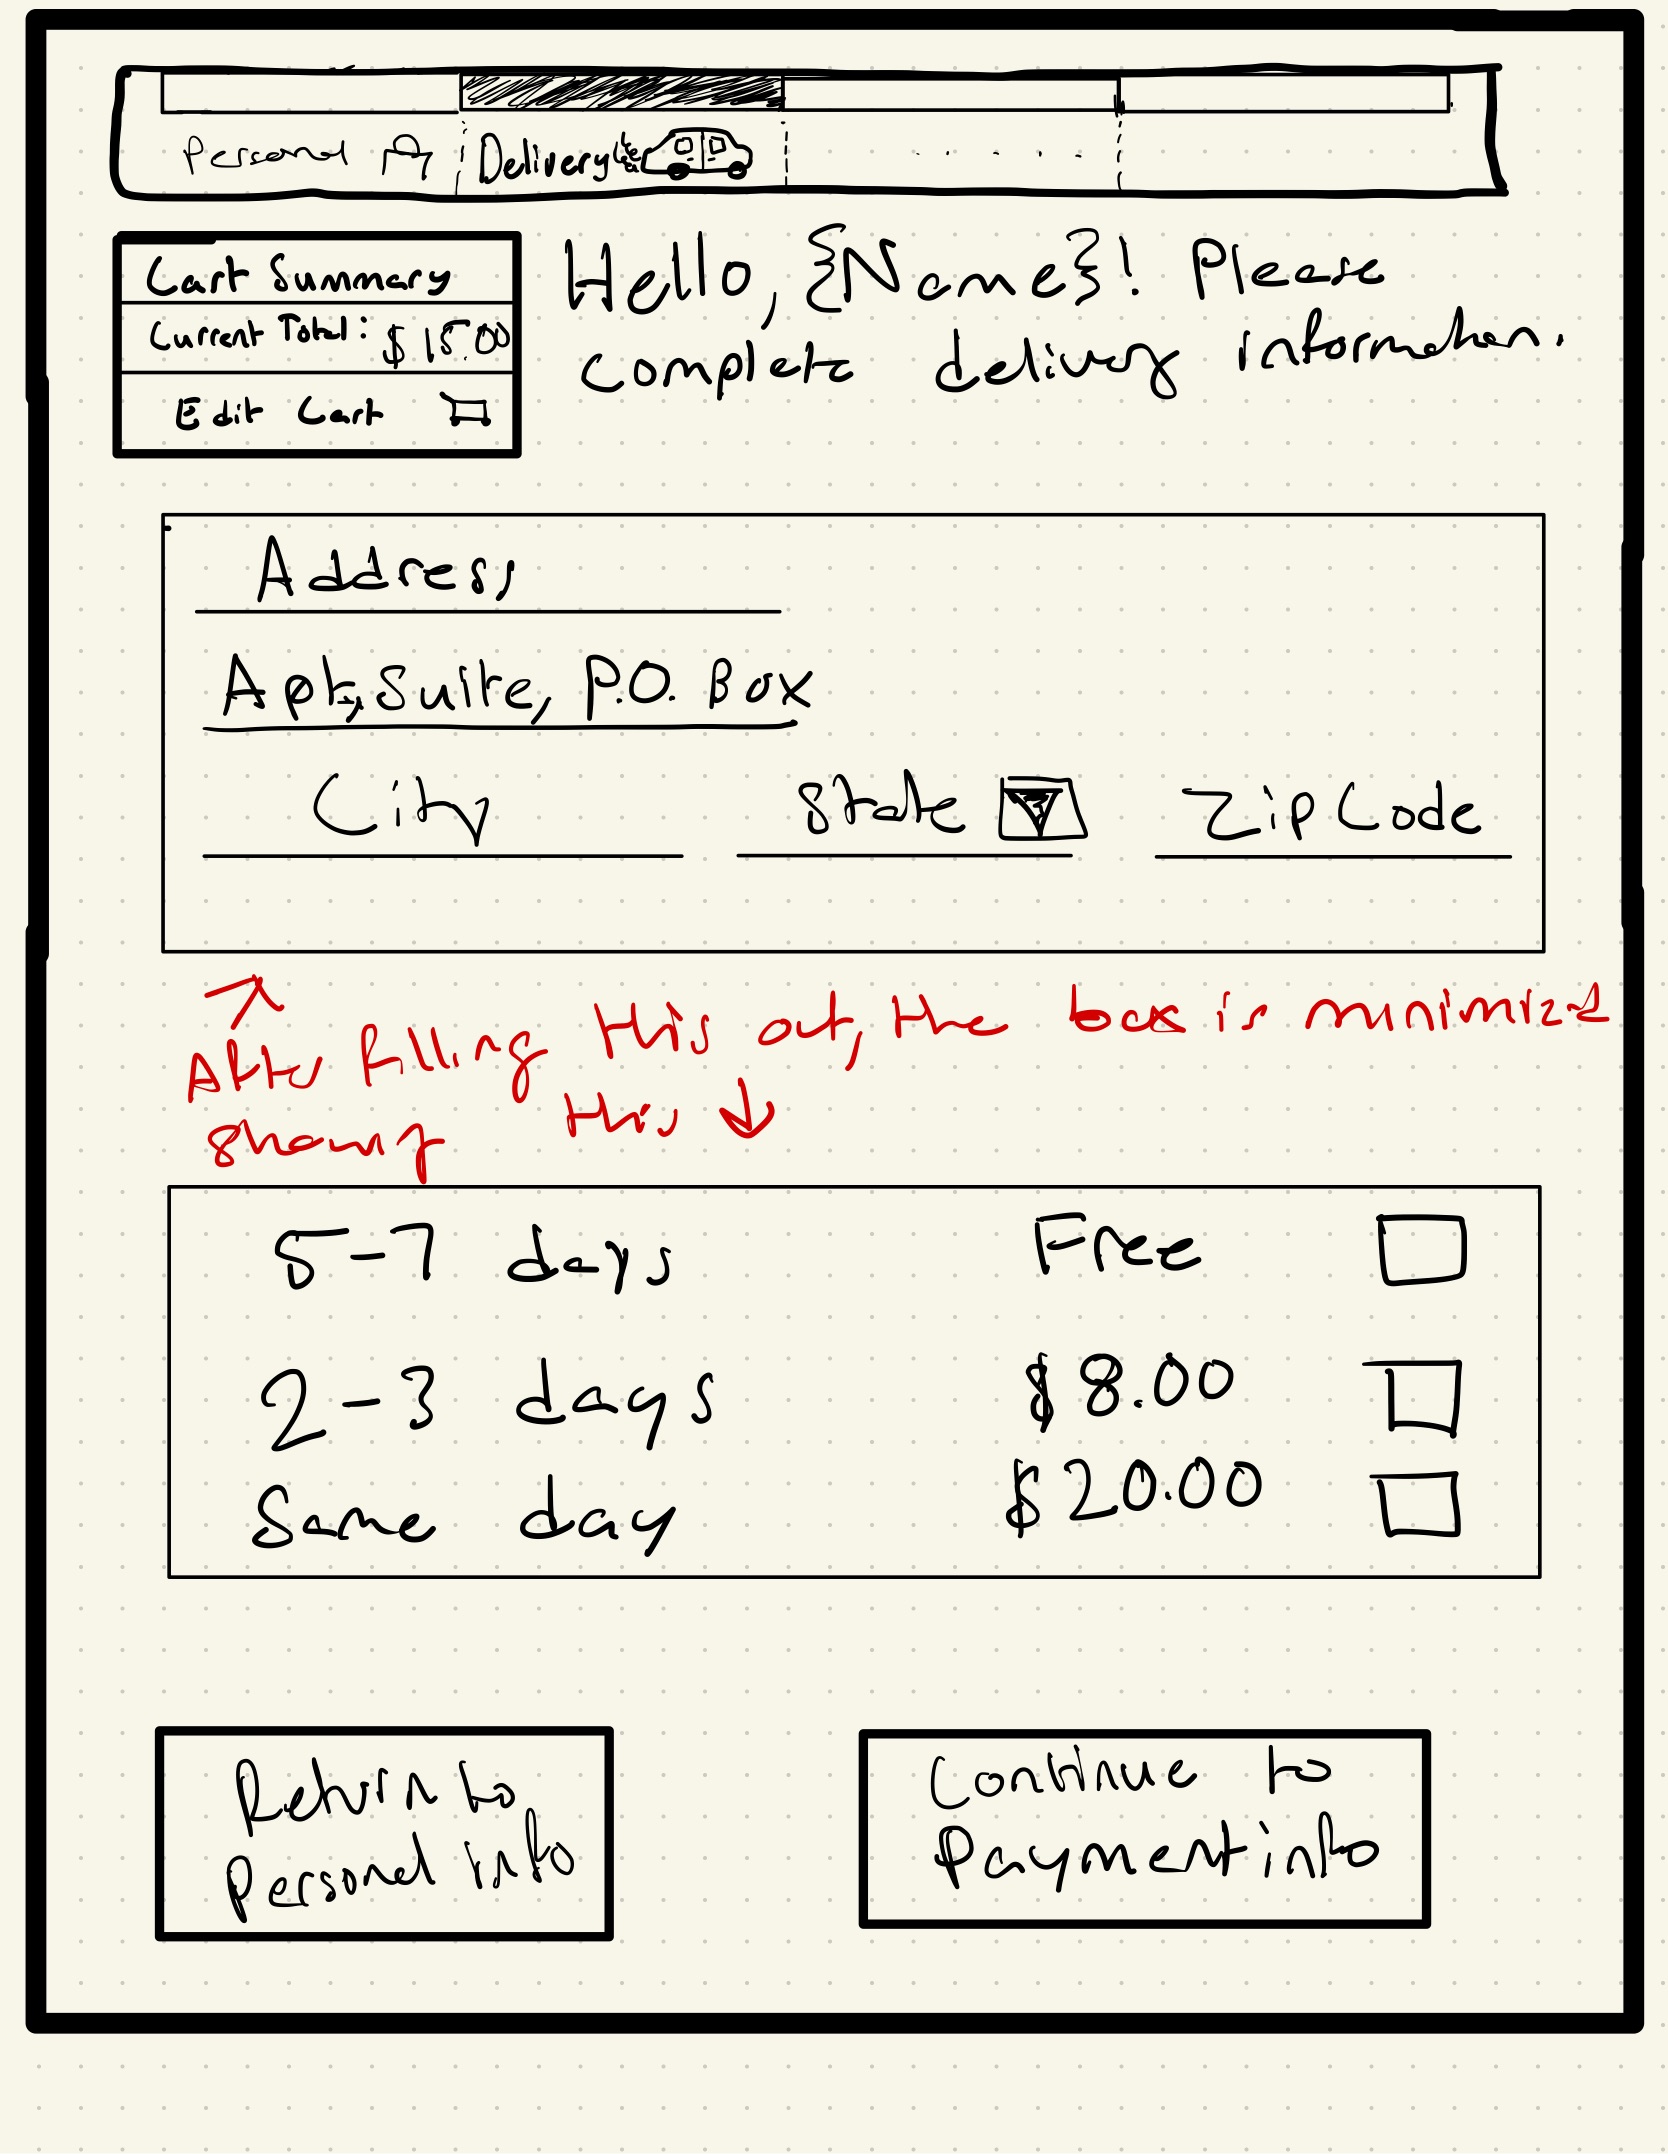 Personal Delivery
Cart Summary
Current Total: $15.00
Edit Cart
Hello, {Name}! Please
complete delivery information.
Address
Apt, Suite, P.O. Box
City State Zip Code
After filling this out, the box is minimized
showing this ↓
5-7 days Free
2-3 days $8.00
Same day $20.00
Return to
Personal info
Continue to
Payment info